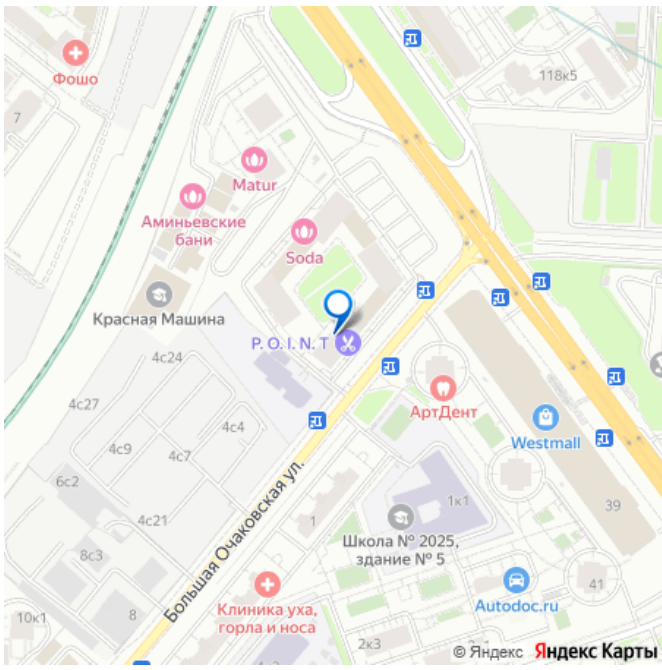 Фошо
7
118к5
Matur
Аминьевские
бани
Soda
Красная Машина
P. O. I. N. T
4с24
АртДент
4с27
4с4
Westmall
4с9
4с7
6с2
1к1
39
4с21
1
Школа № 2025,
здание № 5
8с3
Большая Очаковская ул.
41
Autodoc.ru
10к1
8
Клиника уха,
горла и носа
2к3
© Яндекс Яндекс Карты